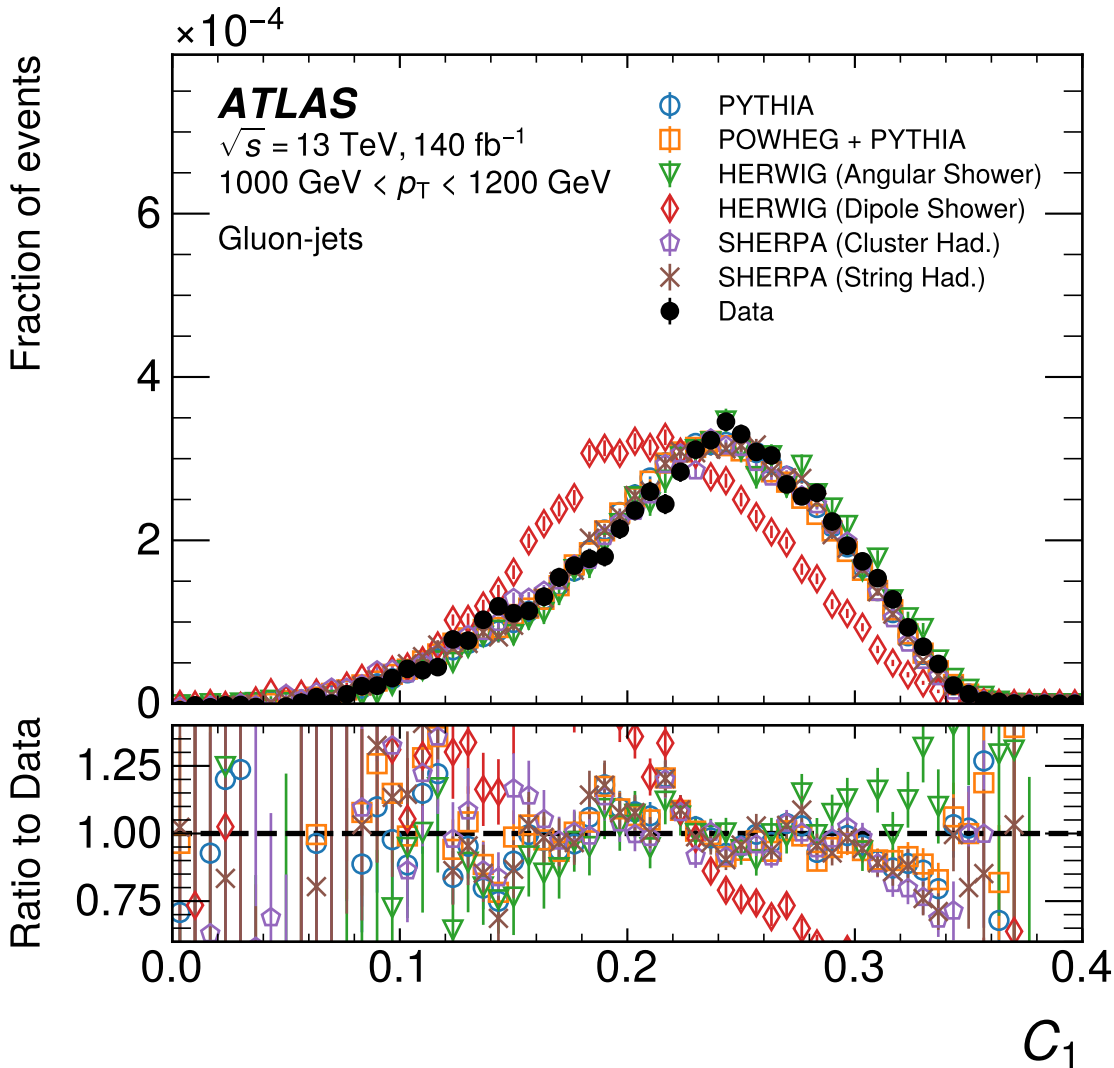 ×10⁻⁴
Fraction of events
6
4
2
0
ATLAS
√s = 13 TeV, 140 fb⁻¹
1000 GeV < pT < 1200 GeV
Gluon-jets
PYTHIA
POWHEG + PYTHIA
HERWIG (Angular Shower)
HERWIG (Dipole Shower)
SHERPA (Cluster Had.)
SHERPA (String Had.)
Data
Ratio to Data
1.25
1.00
0.75
0.0 0.1 0.2 0.3 0.4
C₁